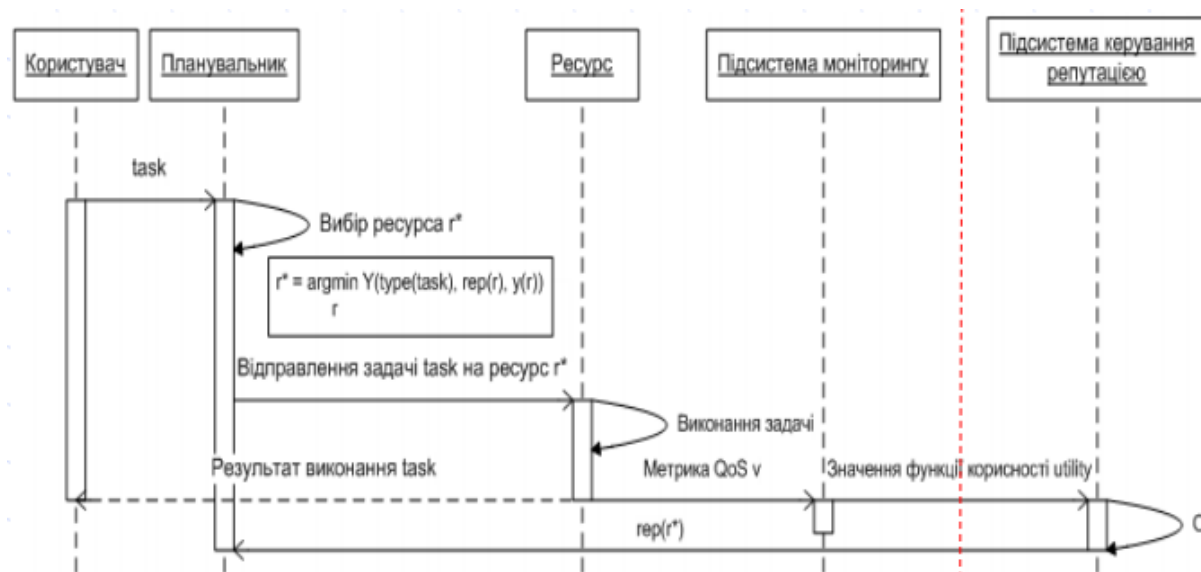 Користувач
Планувальник
Ресурс
Підсистема моніторингу
Підсистема керування
репутацією
task
Вибір ресурса r*
r* = argmin Y(type(task), rep(r), y(r))
r
Відправлення задачі task на ресурс r*
Виконання задачі
Результат виконання task
Метрика QoS v
Значення функції корисності utility
rep(r*)